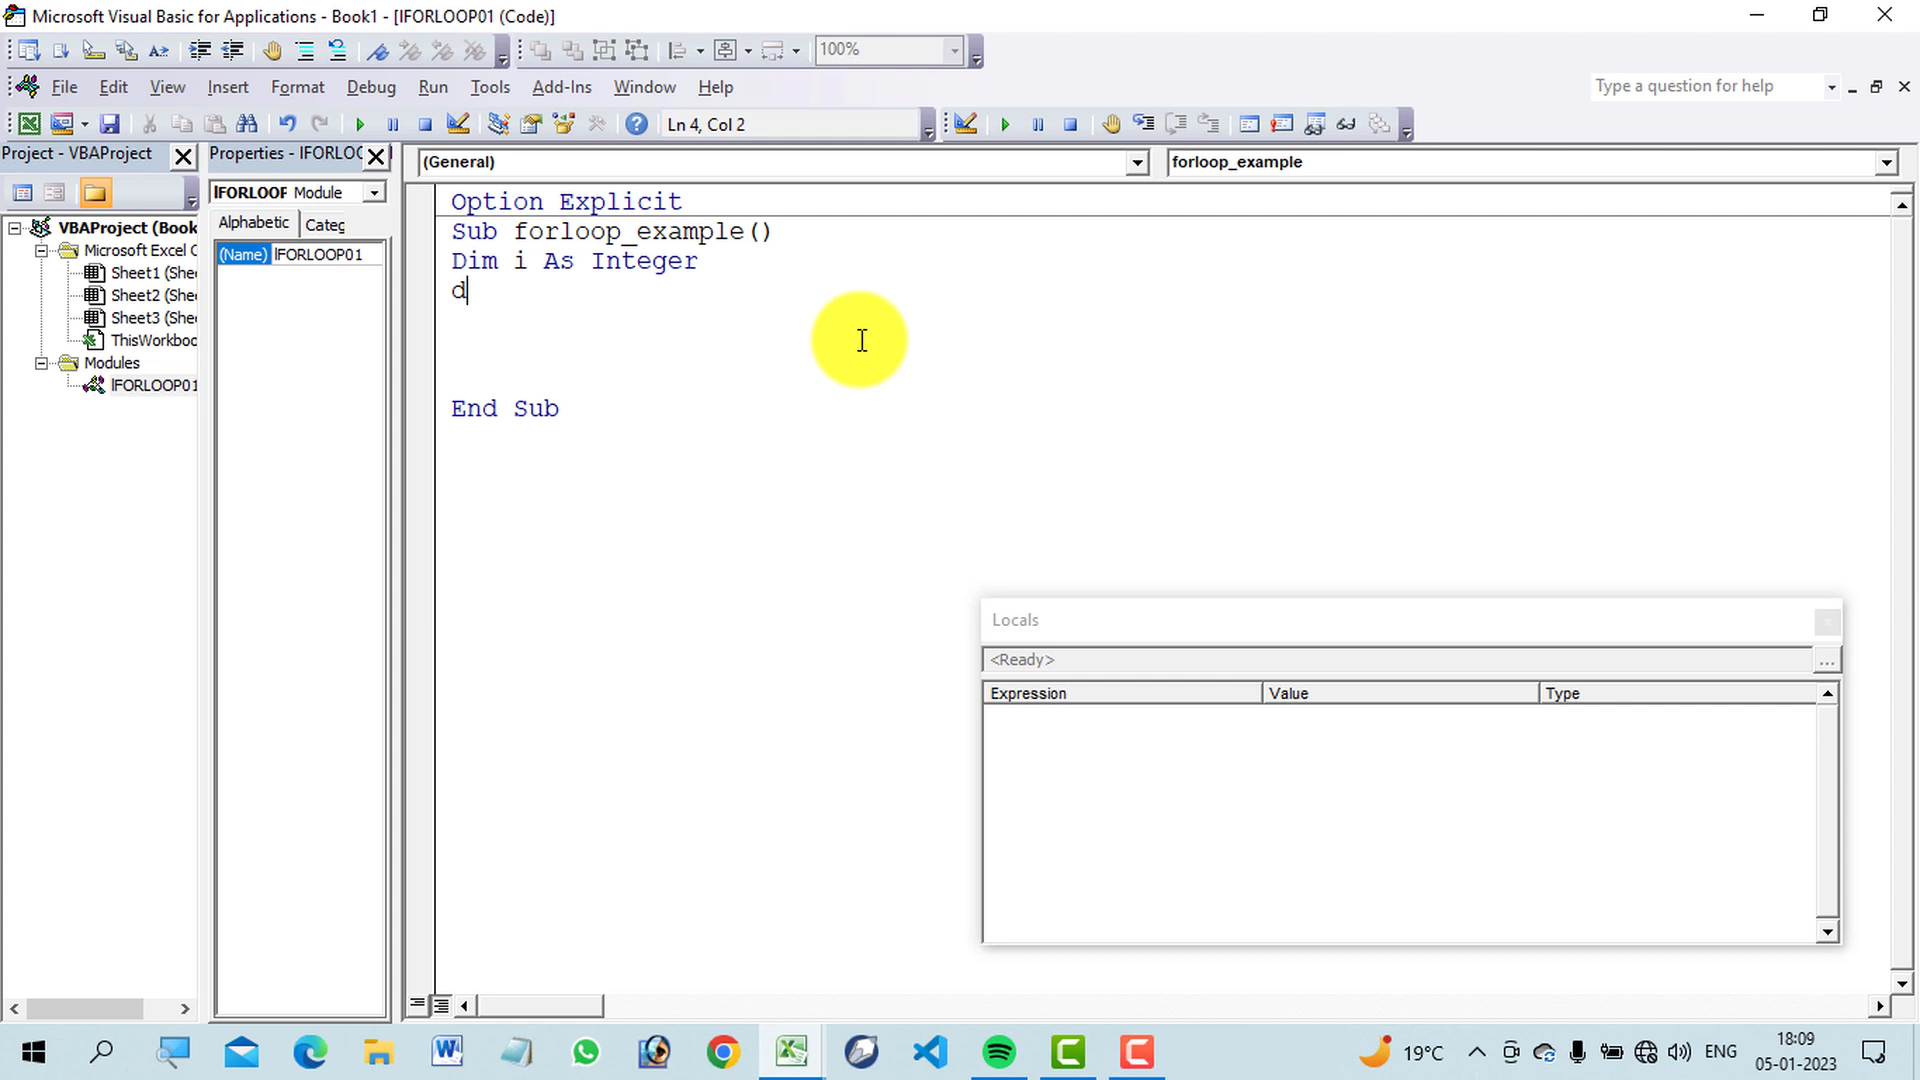 Microsoft Visual Basic for Applications - Book1 - [IFORLOOP01 (Code)]
100%
File Edit View Insert Format Debug Run Tools Add-Ins Window Help
Type a question for help
Ln 4, Col 2
Project - VBAProject
Properties - IFORLOO
(General)
forloop_example
IFORLOOP Module
Alphabetic
Categ
(Name) IFORLOOP01
VBAProject (Book
Microsoft Excel O
Sheet1 (She
Sheet2 (She
Sheet3 (She
ThisWorkboo
Modules
IFORLOOP01
Option Explicit
Sub forloop_example()
Dim i As Integer
d
End Sub
Locals
<Ready>
...
Expression Value Type
19°C
ENG
18:09
05-01-2023